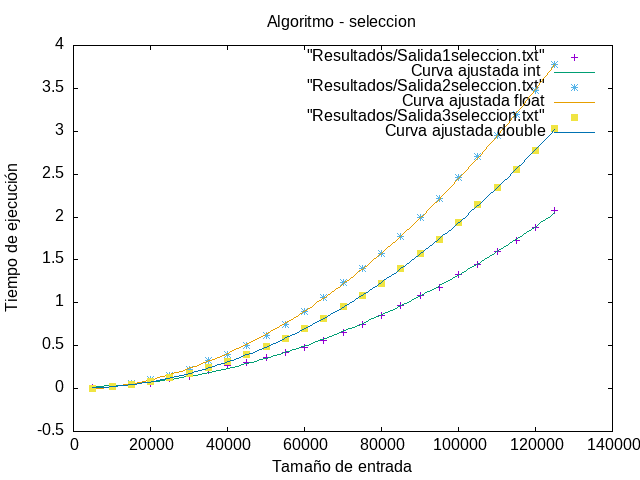 Algoritmo - seleccion
"Resultados/Salida1seleccion.txt"
Curva ajustada int
"Resultados/Salida2seleccion.txt"
Curva ajustada float
"Resultados/Salida3seleccion.txt"
Curva ajustada double
Tiempo de ejecución
4
3.5
3
2.5
2
1.5
1
0.5
0
-0.5
0
20000
40000
60000
80000
100000
120000
140000
Tamaño de entrada